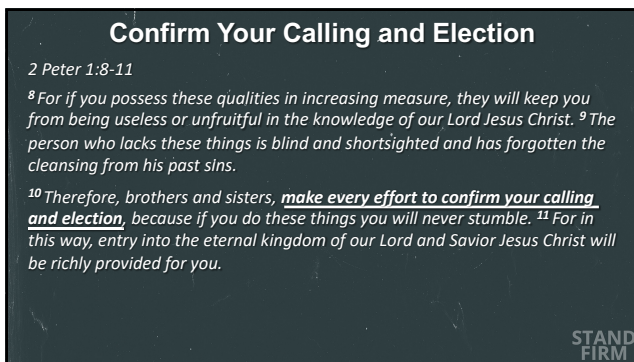 Confirm Your Calling and Election
2 Peter 1:8-11
8 For if you possess these qualities in increasing measure, they will keep you
from being useless or unfruitful in the knowledge of our Lord Jesus Christ. 9 The
person who lacks these things is blind and shortsighted and has forgotten the
cleansing from his past sins.
10 Therefore, brothers and sisters, make every effort to confirm your calling
and election, because if you do these things you will never stumble. 11 For in
this way, entry into the eternal kingdom of our Lord and Savior Jesus Christ will
be richly provided for you.
STAND
FIRM